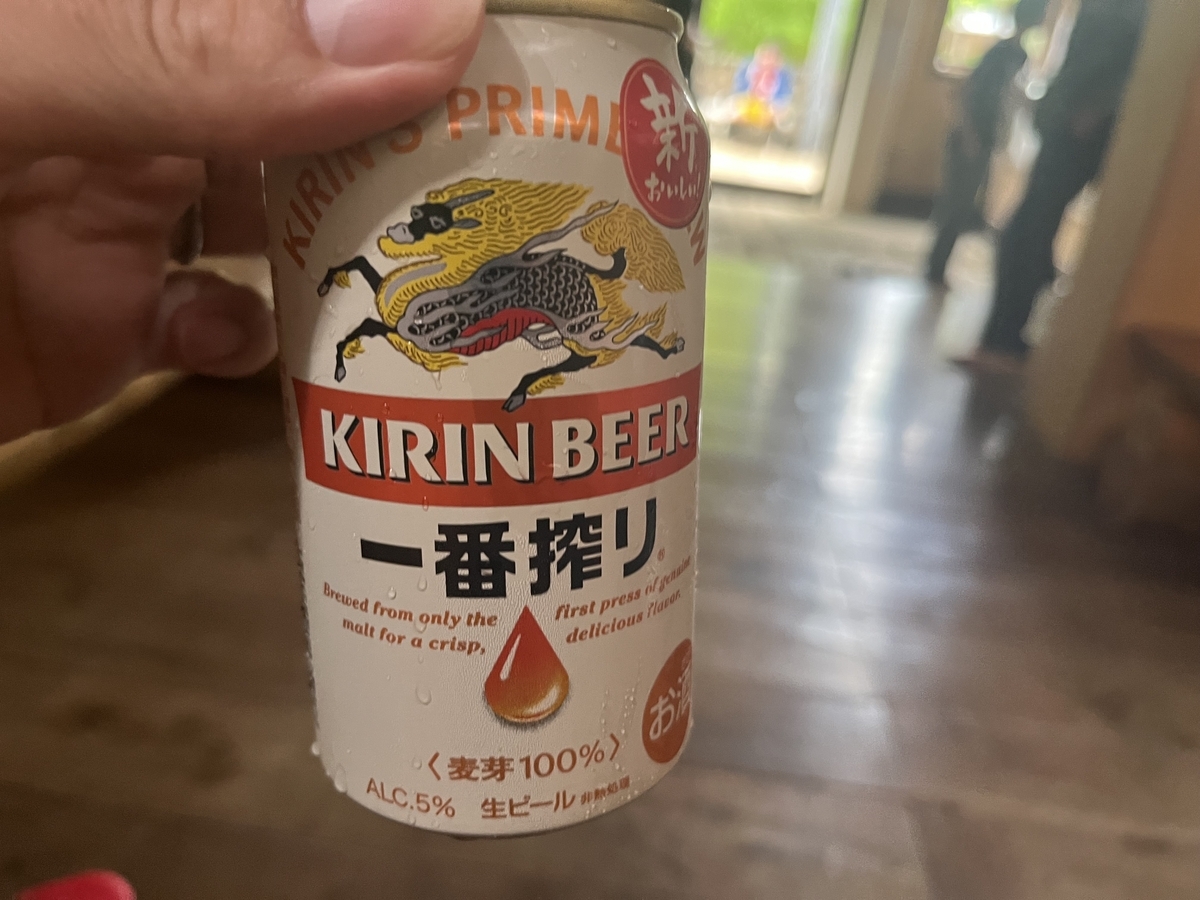 KIRIN'S PRIME
新
おいしい!
KIRIN BEER
一番搾り®
Brewed from only the
malt for a crisp,
first press of genuine
delicious flavor.
お酒
〈麦芽100%〉
ALC.5% 生ビール 非熱処理